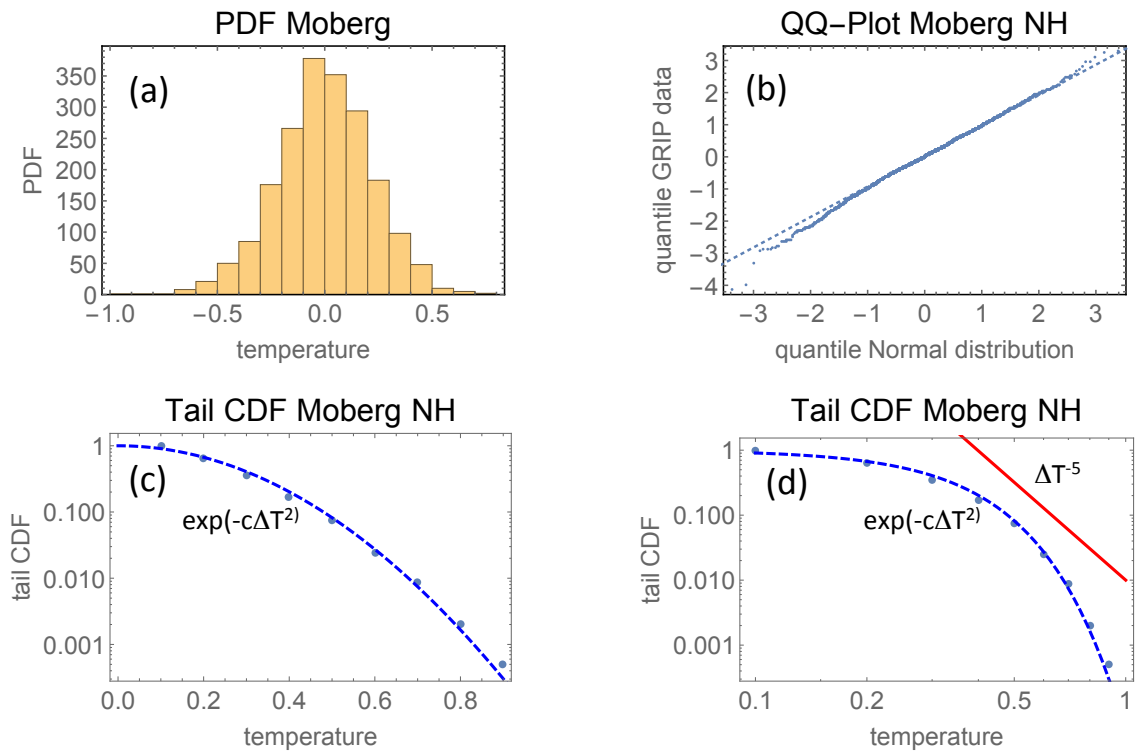 PDF Moberg
(a)
350
300
250
200
150
100
50
0
PDF
−1.0
−0.5
0.0
0.5
temperature
QQ−Plot Moberg NH
(b)
3
2
1
0
−1
−2
−3
−4
quantile GRIP data
−3
−2
−1
0
1
2
3
quantile Normal distribution
Tail CDF Moberg NH
(c)
1
0.100
0.010
0.001
tail CDF
exp(-cΔT²⁾
0.0
0.2
0.4
0.6
0.8
temperature
Tail CDF Moberg NH
(d)
1
0.100
0.010
0.001
tail CDF
ΔT⁻⁵
exp(-cΔT²⁾
0.1
0.2
0.5
1
temperature